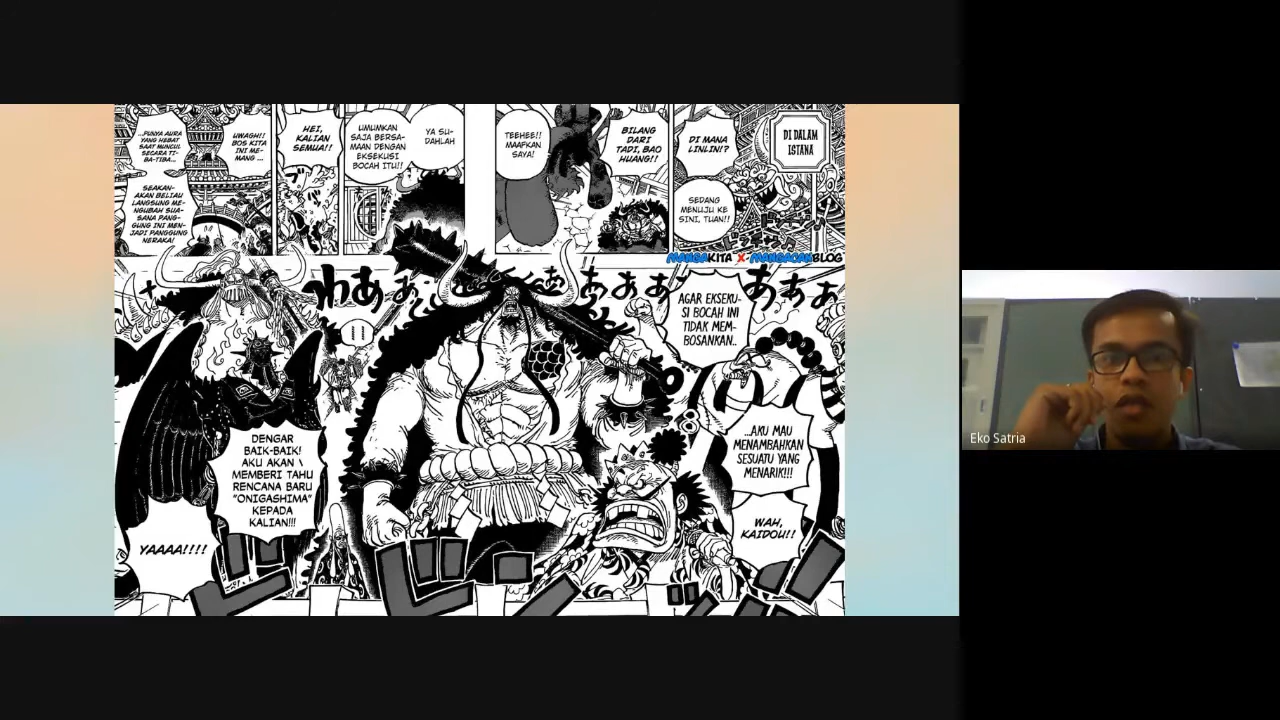 DI DALAM
ISTANA
DI MANA
LINLIN!?
SEDANG
MENUJU KE
SINI, TUAN!!
BILANG
DARI
TADI, BAO
HUANG!!
TEEHEE!!
MAAFKAN
SAYA!
YA SU-
DAHLAH
UMUMKAN
SAJA BERSA-
MAAN DENGAN
EKSEKUSI
BOCAH ITU!!
HEI,
KALIAN
SEMUA!!
UWAGH!!
BOS KITA
INI ME-
MANG ...
...PUNYA AURA
YANG HEBAT
SAAT MUNCUL
SECARA TI-
BA-TIBA...
SEAKAN-
AKAN BELIAU
LANGSUNG ME-
NGUBAH SUA-
SANA PANG-
GUNG INI MEN-
JADI PANGGUNG
NERAKA!
MANGAKITA X MANGACANBLOG
AGAR EKSEKU-
SI BOCAH INI
TIDAK MEM-
BOSANKAN..
...AKU MAU
MENAMBAHKAN
SESUATU YANG
MENARIK!!!
WAH,
KAIDOU!!
DENGAR
BAIK-BAIK!
AKU AKAN
MEMBERI TAHU
RENCANA BARU
"ONIGASHIMA"
KEPADA
KALIAN!!!
YAAAA!!!!
Eko Satria